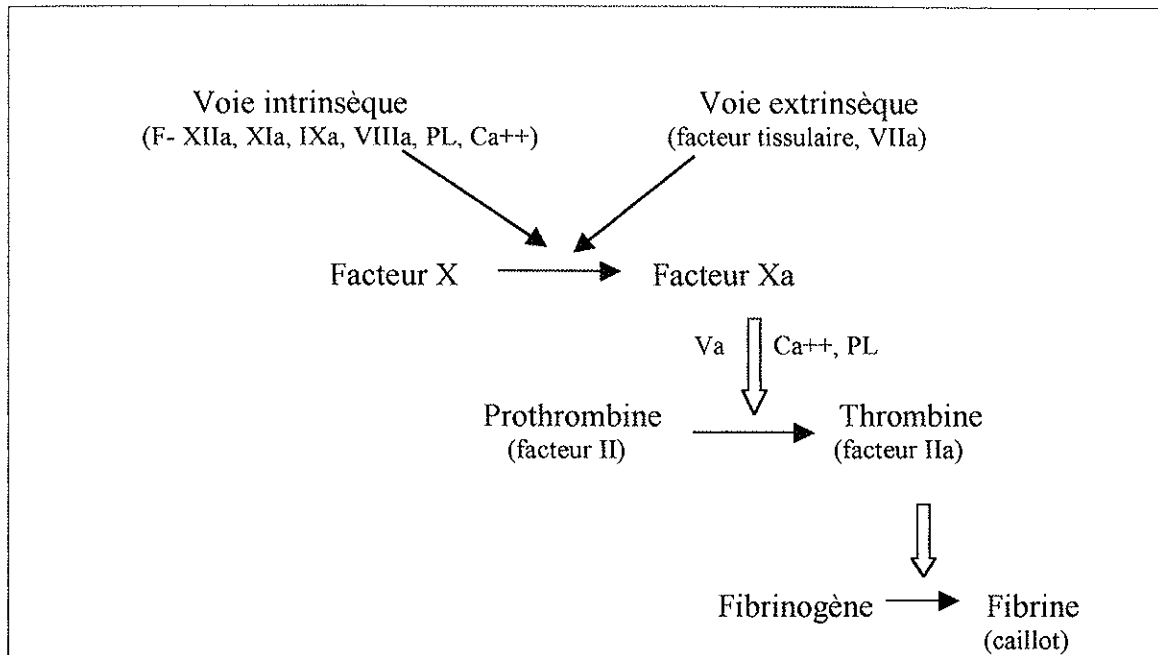 Voie intrinsèque
(F- XIIa, XIa, IXa, VIIIa, PL, Ca++)
Voie extrinsèque
(facteur tissulaire, VIIa)
Facteur X
Facteur Xa
Va
Ca++, PL
Prothrombine
(facteur II)
Thrombine
(facteur IIa)
Fibrinogène
Fibrine
(caillot)